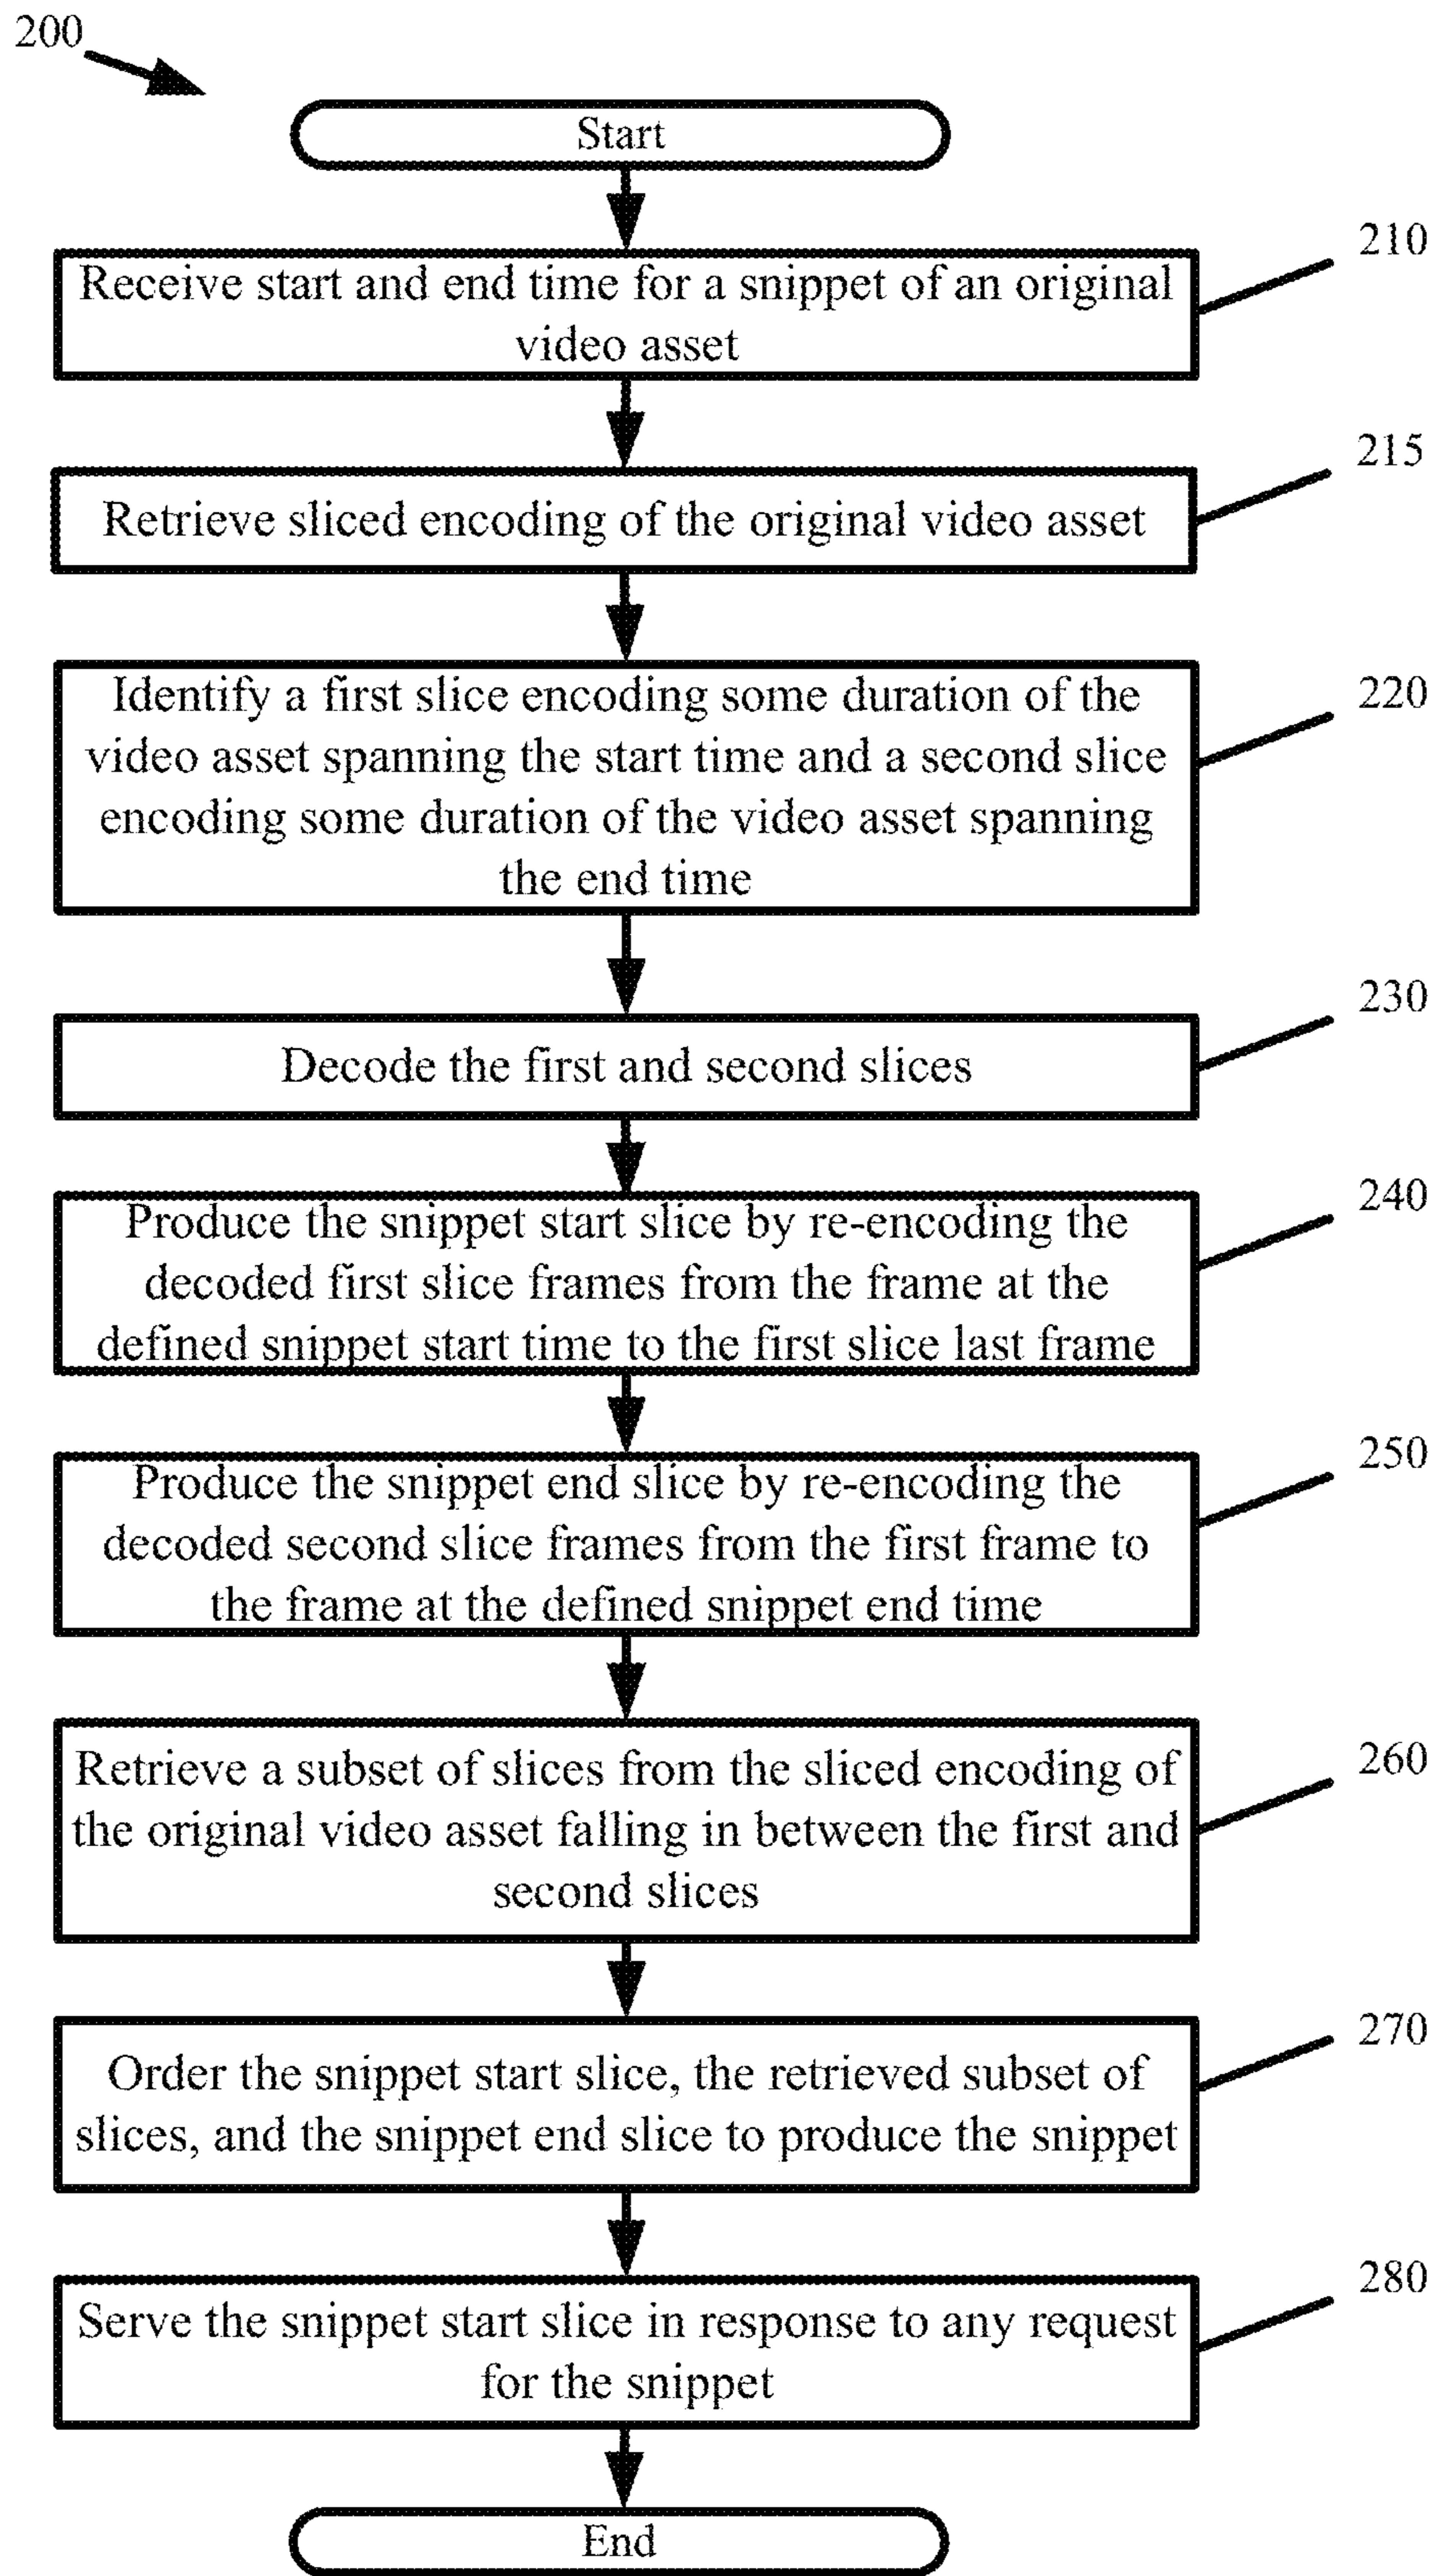 200
Start
210
Receive start and end time for a snippet of an original
video asset
215
Retrieve sliced encoding of the original video asset
220
Identify a first slice encoding some duration of the
video asset spanning the start time and a second slice
encoding some duration of the video asset spanning
the end time
230
Decode the first and second slices
240
Produce the snippet start slice by re-encoding the
decoded first slice frames from the frame at the
defined snippet start time to the first slice last frame
250
Produce the snippet end slice by re-encoding the
decoded second slice frames from the first frame to
the frame at the defined snippet end time
260
Retrieve a subset of slices from the sliced encoding of
the original video asset falling in between the first and
second slices
270
Order the snippet start slice, the retrieved subset of
slices, and the snippet end slice to produce the snippet
280
Serve the snippet start slice in response to any request
for the snippet
End